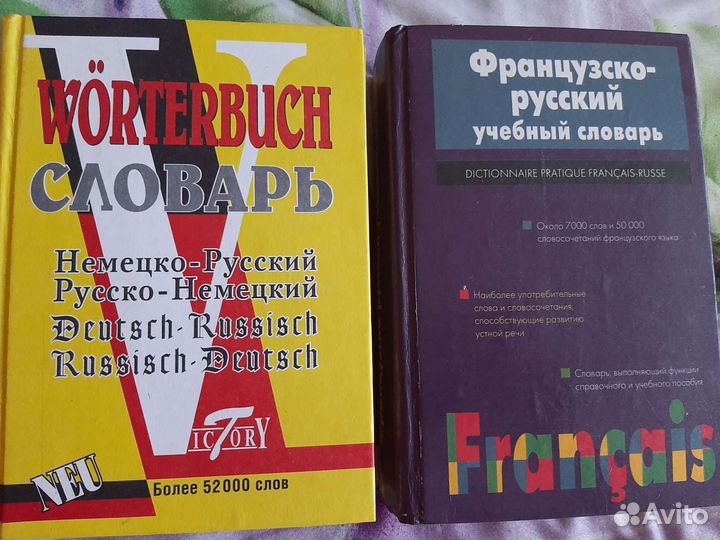 WÖRTERBUCH
СЛОВАРЬ
Немецко-Русский
Русско-Немецкий
Deutsch-Russisch
Russisch-Deutsch
VICTORY
NEU
Более 52000 слов
Французско-
русский
учебный словарь
DICTIONNAIRE PRATIQUE FRANÇAIS-RUSSE
Около 7000 слов и 50 000
словосочетаний французского языка
Наиболее употребительные
слова и словосочетания,
способствующие развитию
устной речи
Словарь, выполняющий функции
справочного и учебного пособия
Français
Avito